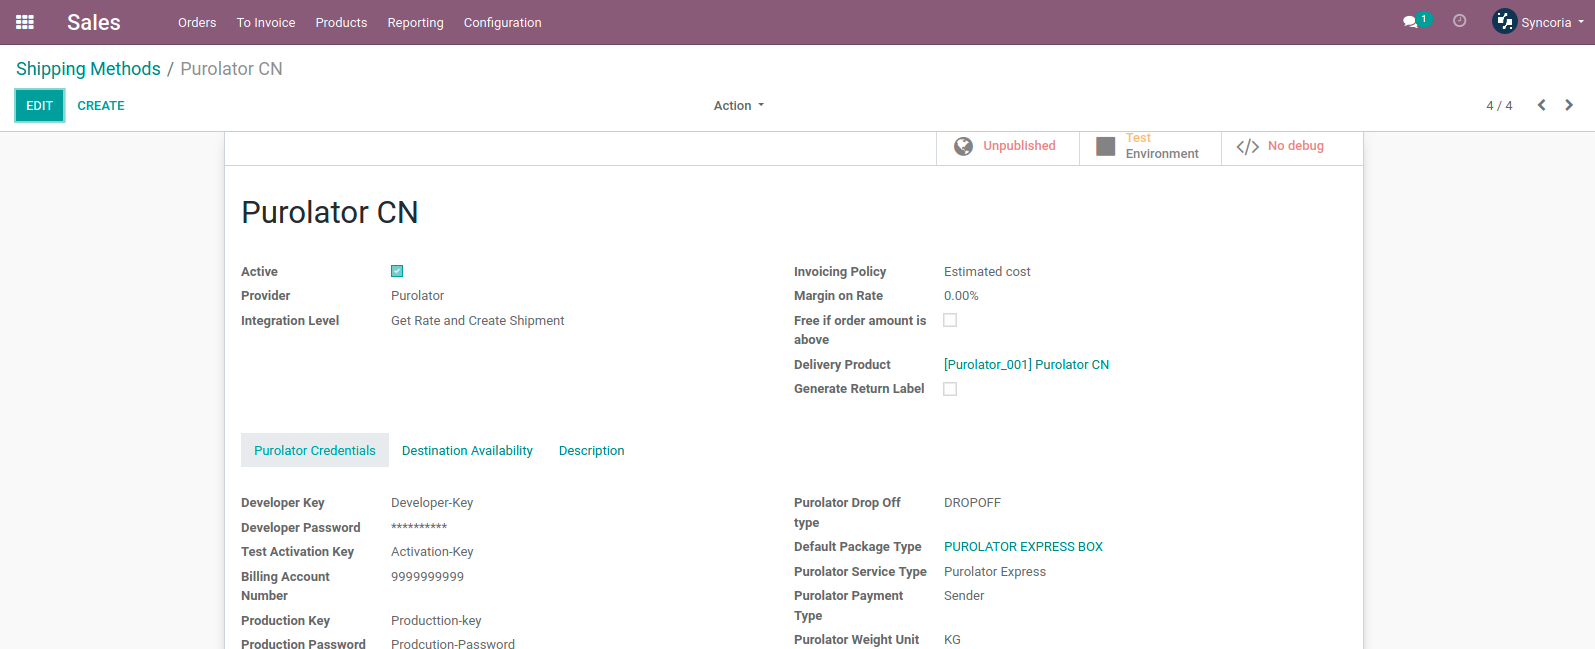 Sales Orders To Invoice Products Reporting Configuration 1 Syncoria
Shipping Methods / Purolator CN
EDIT CREATE Action 4 / 4
Unpublished
Test
Environment
No debug
Purolator CN
Active
Provider Purolator
Integration Level Get Rate and Create Shipment
Invoicing Policy Estimated cost
Margin on Rate 0.00%
Free if order amount is
above
Delivery Product [Purolator_001] Purolator CN
Generate Return Label
Purolator Credentials Destination Availability Description
Developer Key Developer-Key
Developer Password **********
Test Activation Key Activation-Key
Billing Account 9999999999
Number
Production Key Producttion-key
Production Password Prodcution-Password
Purolator Drop Off DROPOFF
type
Default Package Type PUROLATOR EXPRESS BOX
Purolator Service Type Purolator Express
Purolator Payment Sender
Type
Purolator Weight Unit KG